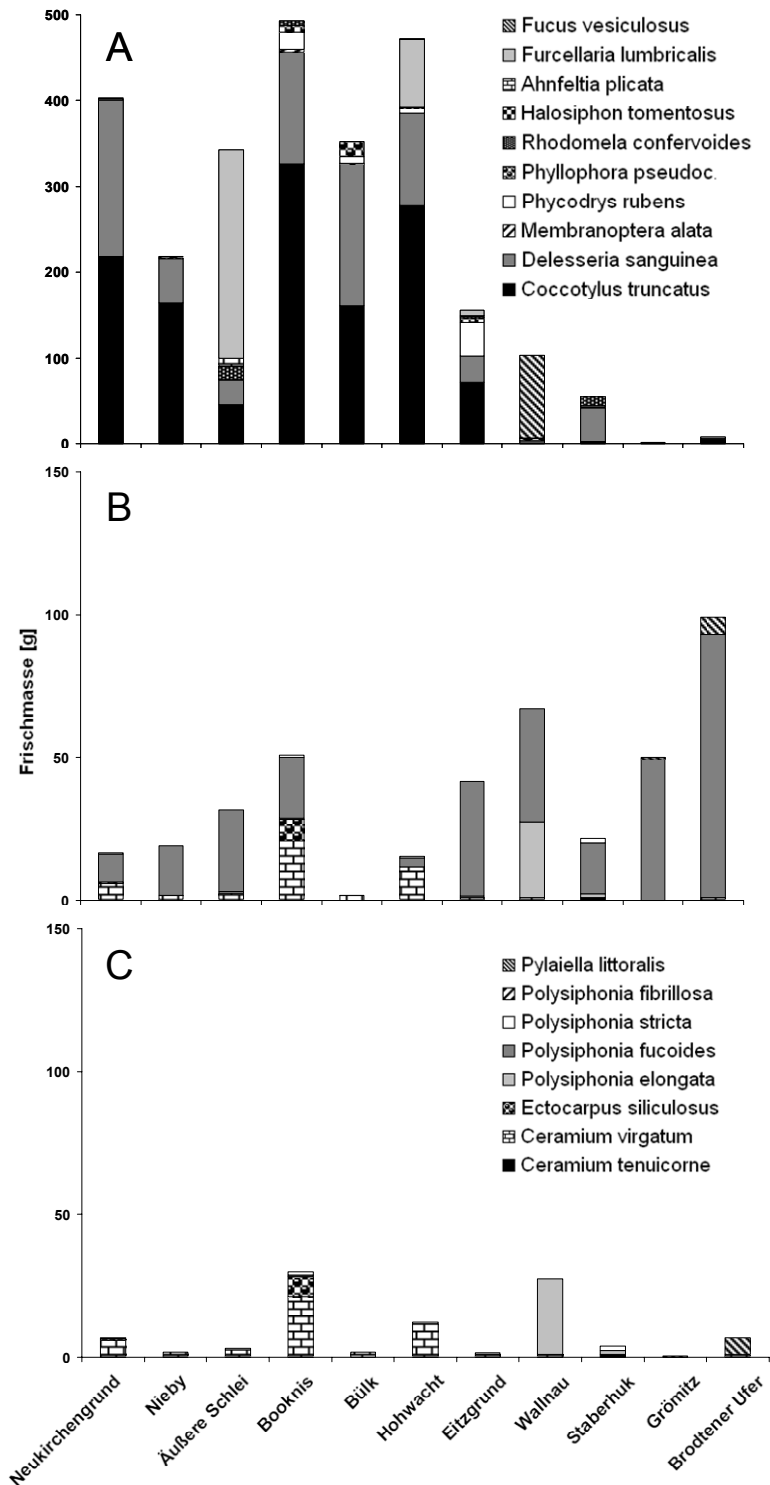 A
500
400
300
200
100
0
Fucus vesiculosus
Furcellaria lumbricalis
Ahnfeltia plicata
Halosiphon tomentosus
Rhodomela confervoides
Phyllophora pseudoc.
Phycodrys rubens
Membranoptera alata
Delesseria sanguinea
Coccotylus truncatus
B
150
100
50
0
Frischmasse [g]
C
150
100
50
0
Pylaiella littoralis
Polysiphonia fibrillosa
Polysiphonia stricta
Polysiphonia fucoides
Polysiphonia elongata
Ectocarpus siliculosus
Ceramium virgatum
Ceramium tenuicorne
Neukirchengrund
Nieby
Äußere Schlei
Booknis
Bülk
Hohwacht
Eitzgrund
Wallnau
Staberhuk
Grömitz
Brodtener Ufer